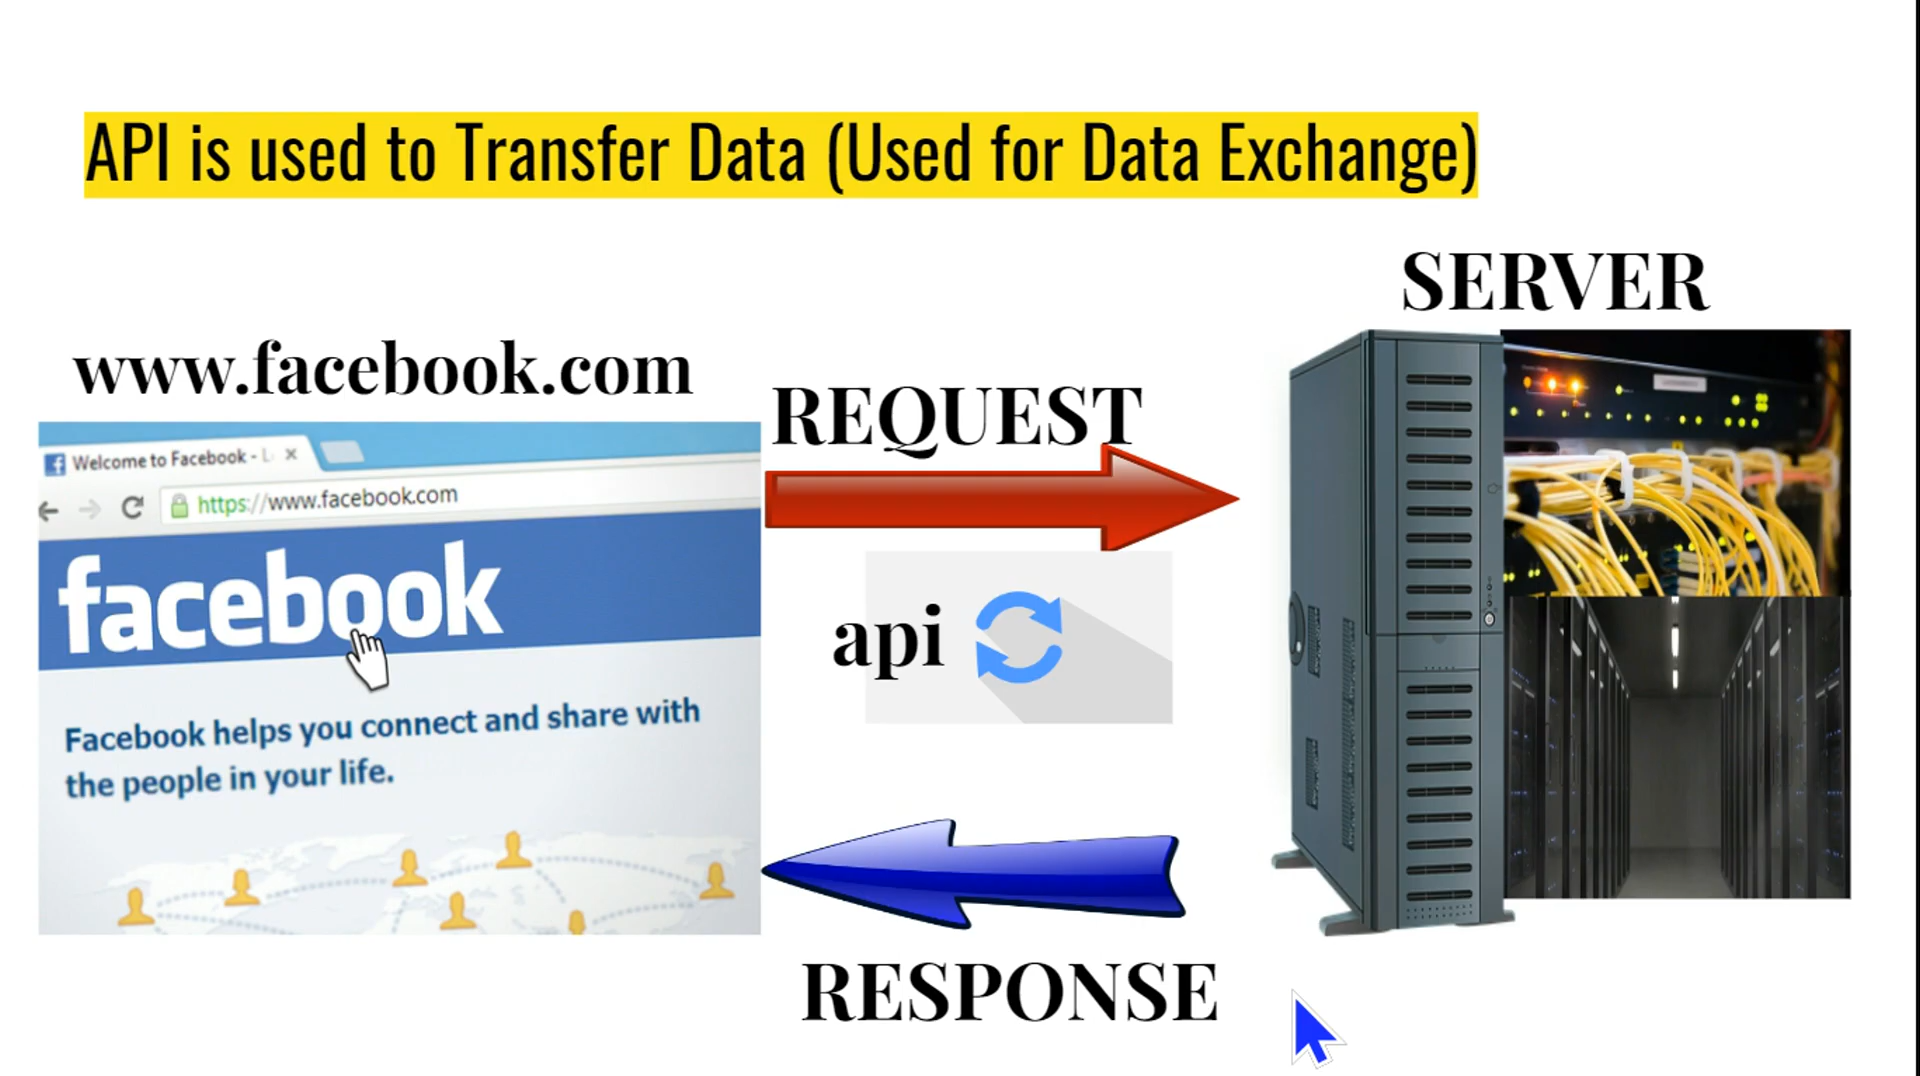 API is used to Transfer Data (Used for Data Exchange)
SERVER
www.facebook.com
REQUEST
Welcome to Facebook - L
https://www.facebook.com
facebook
api
Facebook helps you connect and share with
the people in your life.
RESPONSE